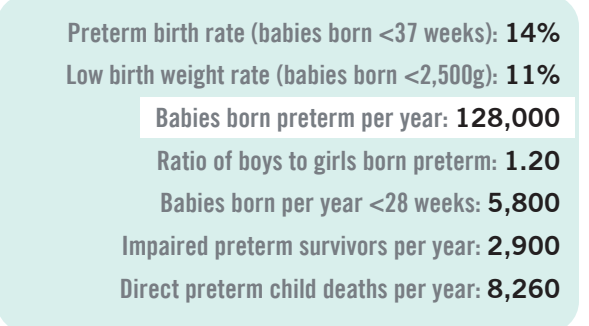 Preterm birth rate (babies born <37 weeks): 14%
Low birth weight rate (babies born <2,500g): 11%
Babies born preterm per year: 128,000
Ratio of boys to girls born preterm: 1.20
Babies born per year <28 weeks: 5,800
Impaired preterm survivors per year: 2,900
Direct preterm child deaths per year: 8,260